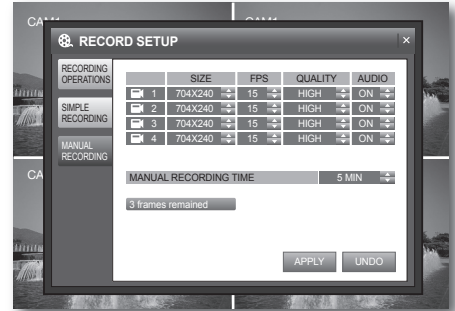 CAM1
CAM1
RECORD SETUP
RECORDING
OPERATIONS
SIMPLE
RECORDING
MANUAL
RECORDING
SIZE FPS QUALITY AUDIO
1 704X240 15 HIGH ON
2 704X240 15 HIGH ON
3 704X240 15 HIGH ON
4 704X240 15 HIGH ON
MANUAL RECORDING TIME 5 MIN
3 frames remained
APPLY UNDO
CA